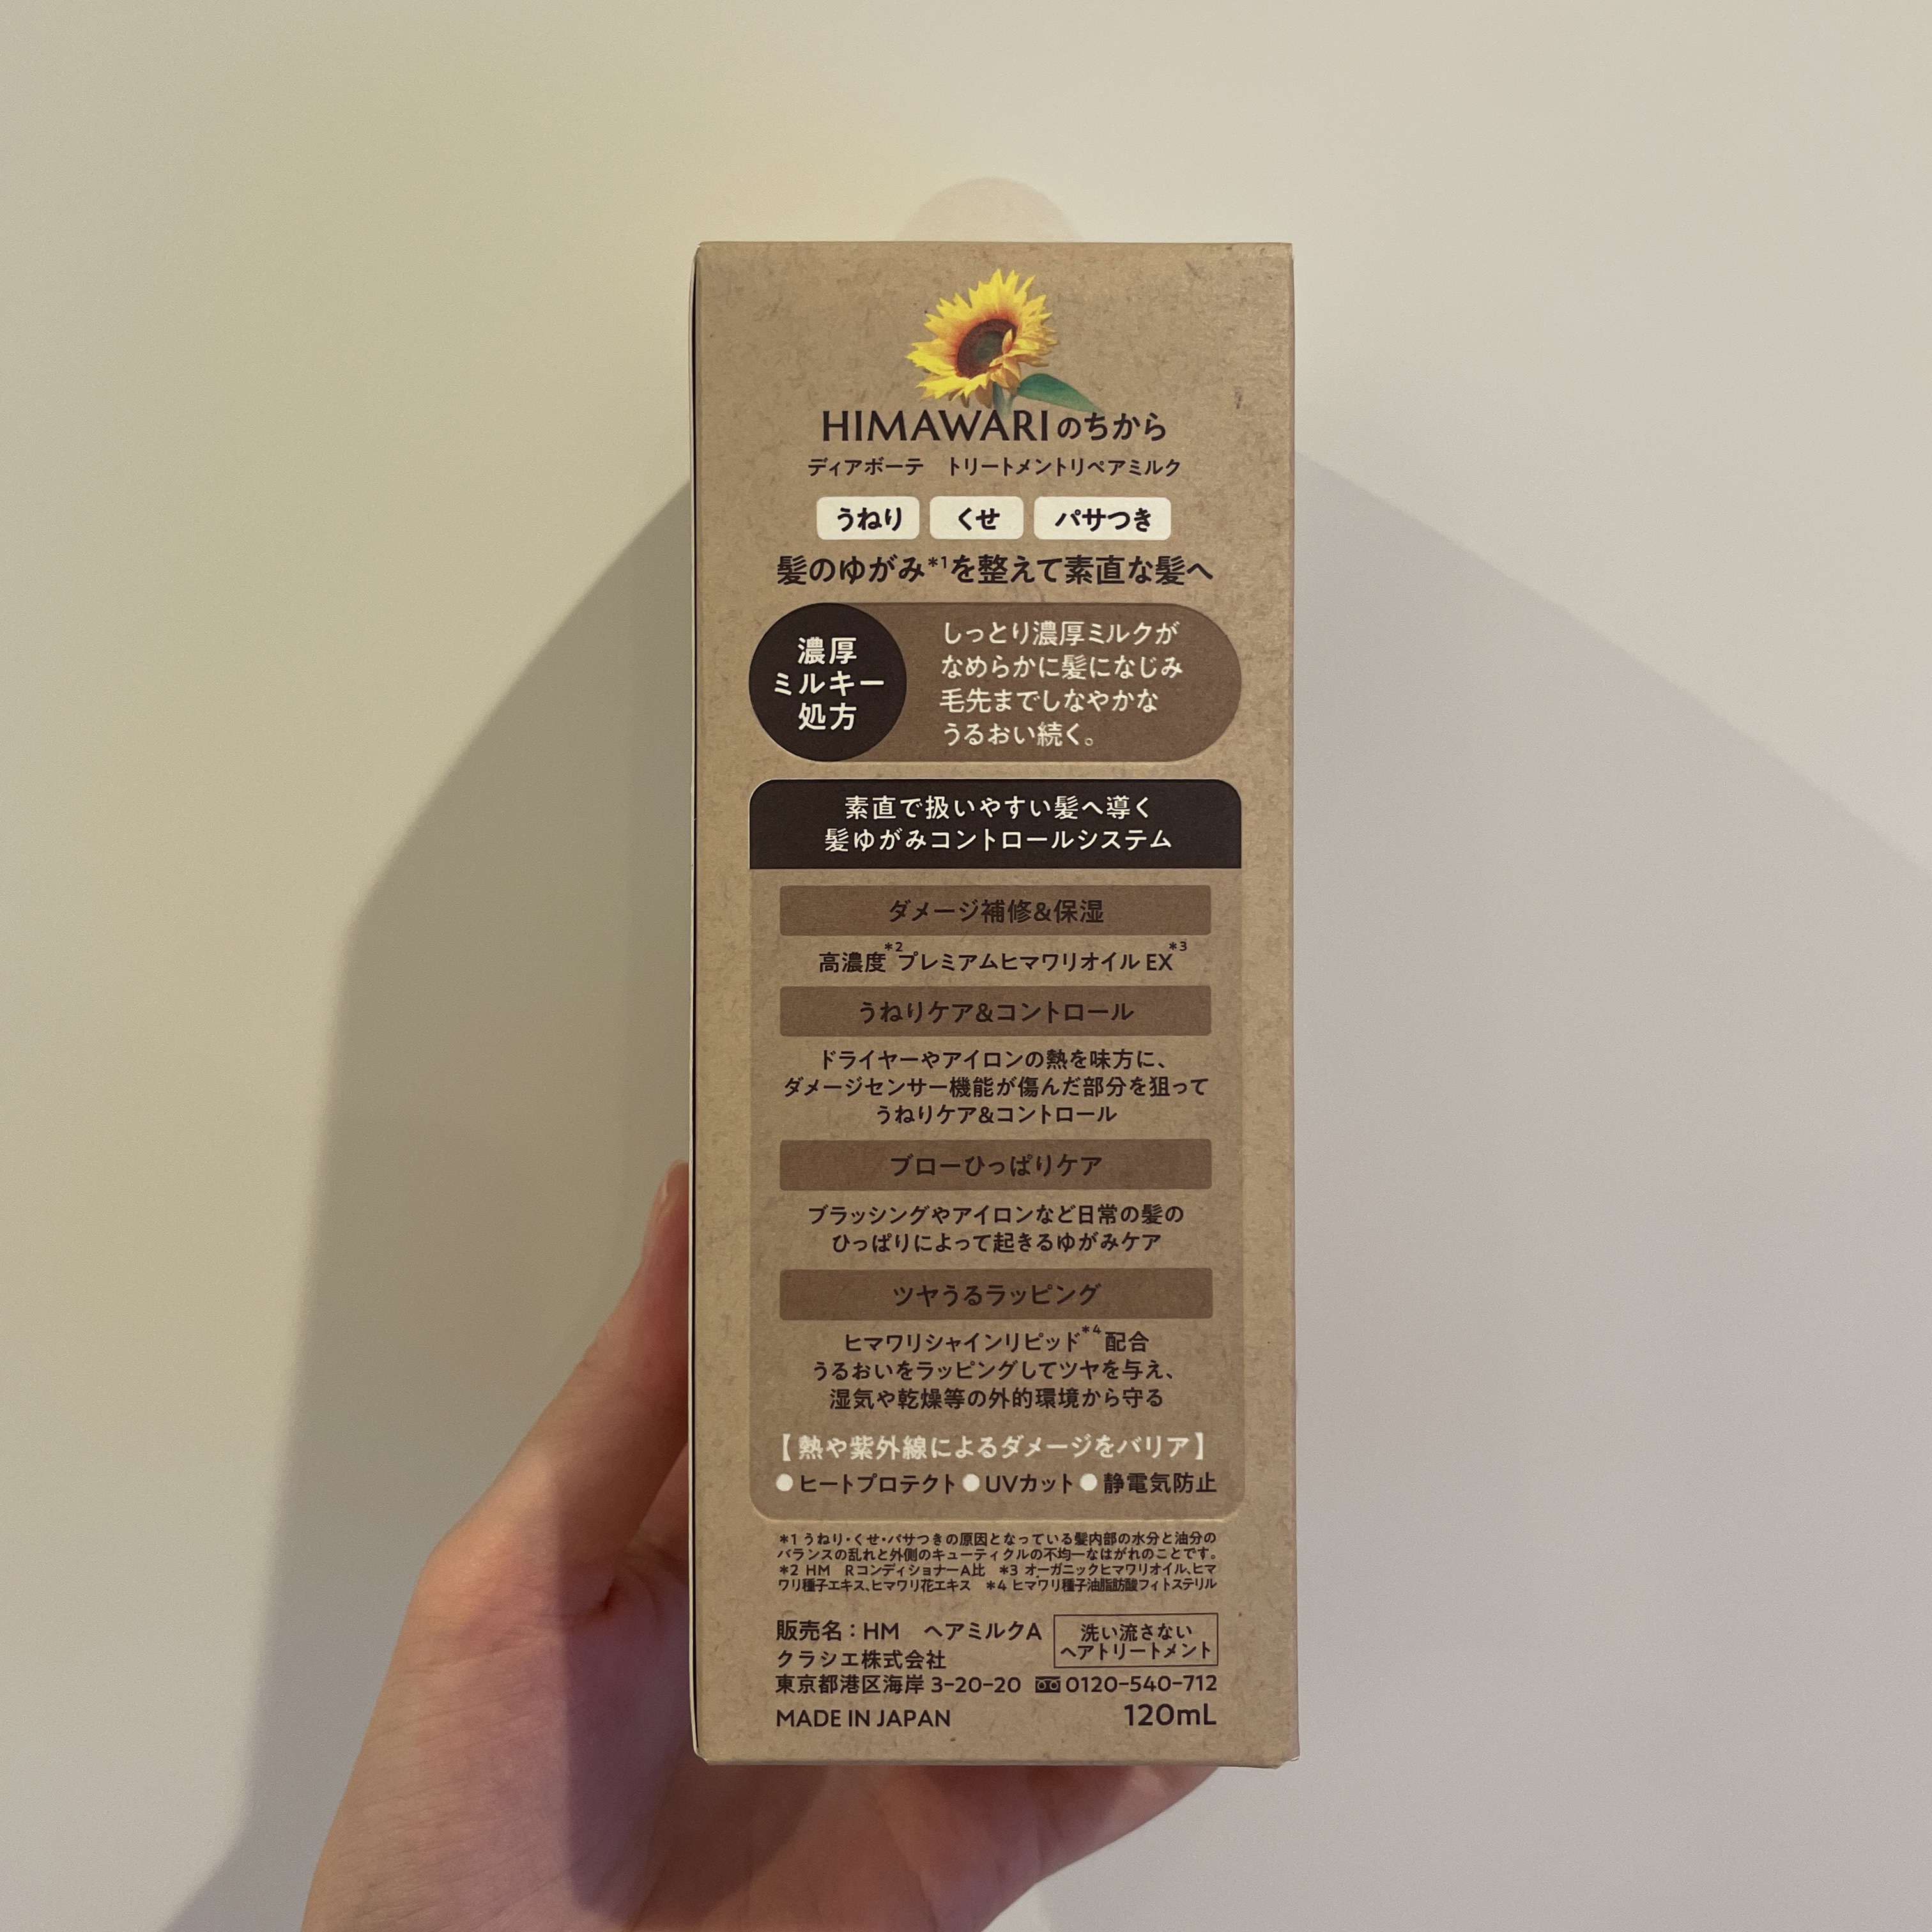 HIMAWARIのちから
ディアボーテ　トリートメントリペアミルク
うねり くせ パサつき
髪のゆがみ*1を整えて素直な髪へ
濃厚
ミルキー
処方
しっとり濃厚ミルクが
なめらかに髪になじみ
毛先までしなやかな
うるおい続く。
素直で扱いやすい髪へ導く
髪ゆがみコントロールシステム
ダメージ補修&保湿
高濃度*2プレミアムヒマワリオイル EX*3
うねりケア&コントロール
ドライヤーやアイロンの熱を味方に、
ダメージセンサー機能が傷んだ部分を狙って
うねりケア&コントロール
ブローひっぱりケア
ブラッシングやアイロンなど日常の髪の
ひっぱりによって起きるゆがみケア
ツヤうるラッピング
ヒマワリシャインリピッド*4配合
うるおいをラッピングしてツヤを与え、
湿気や乾燥等の外的環境から守る
【熱や紫外線によるダメージをバリア】
●ヒートプロテクト●UVカット●静電気防止
*1 うねり・くせ・パサつきの原因となっている髪内部の水分と油分の
バランスの乱れと外側のキューティクルの不均一なはがれのことです。
*2 HM　RコンディショナーA比　*3 オーガニックヒマワリオイル、ヒマ
ワリ種子エキス、ヒマワリ花エキス　*4 ヒマワリ種子油脂肪酸フィトステリル
販売名：HM　ヘアミルクA
洗い流さない
ヘアトリートメント
クラシエ株式会社
東京都港区海岸 3-20-20 0120-540-712
MADE IN JAPAN 120mL